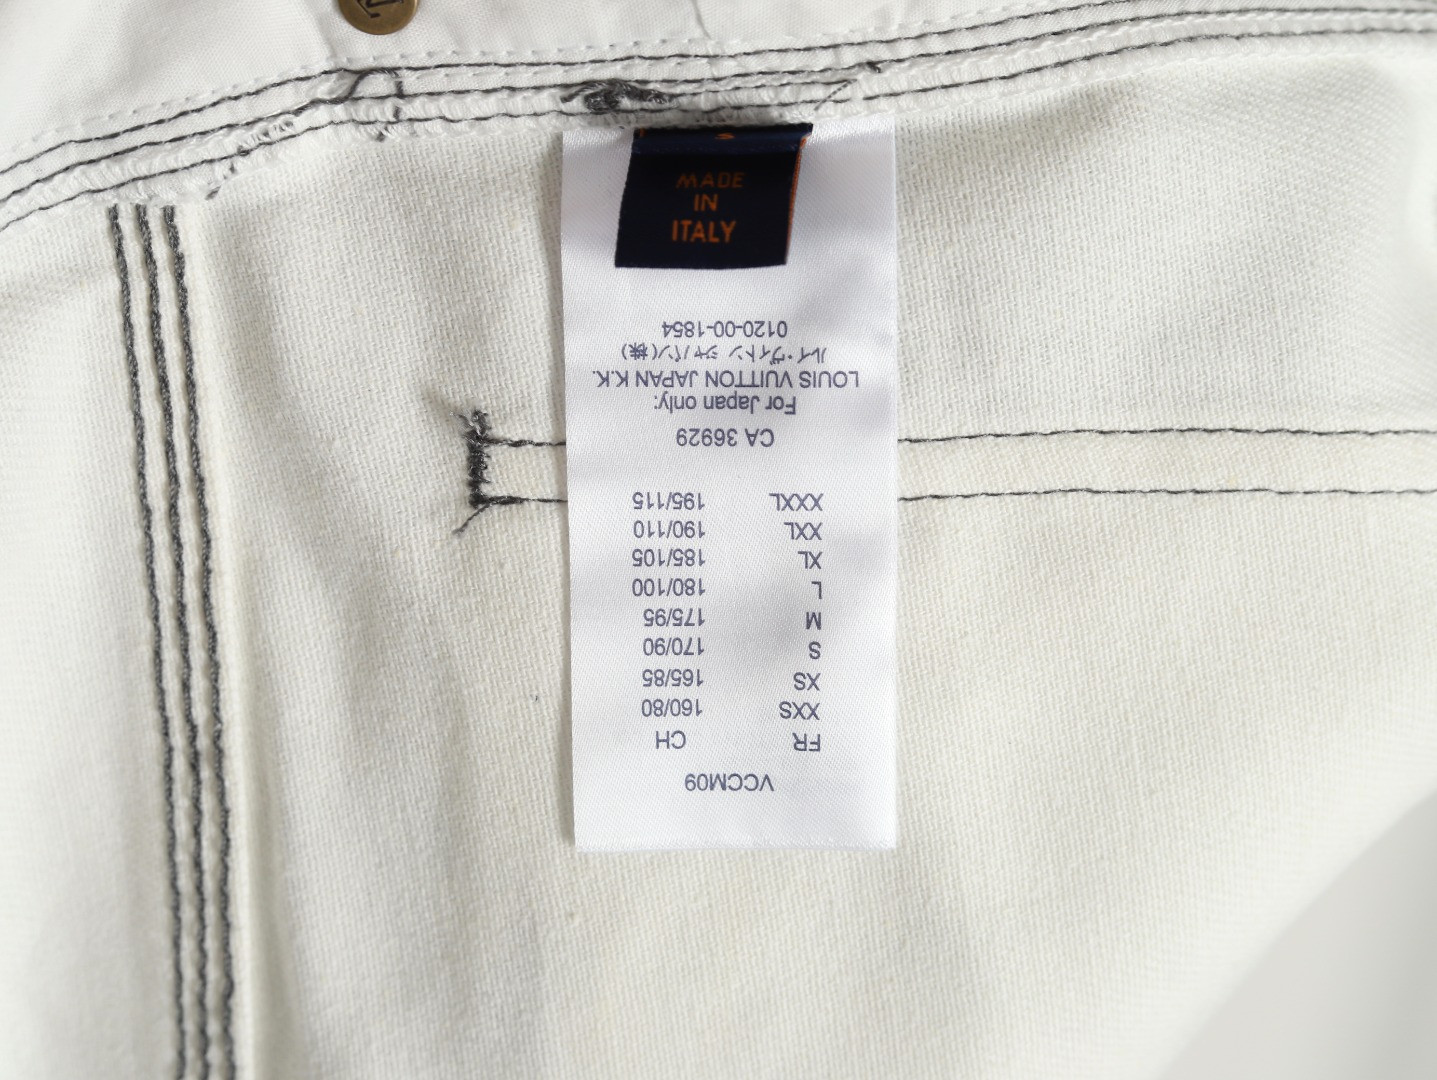 MADE
IN
ITALY
VCCM09
FR CH
XXS 160/80
XS 165/85
S 170/90
M 175/95
L 180/100
XL 185/105
XXL 190/110
XXXL 195/115
CA 36929
For Japan only:
LOUIS VUITTON JAPAN K.K.
ルイ・ヴィトン ジャパン(株)
0120-00-1854